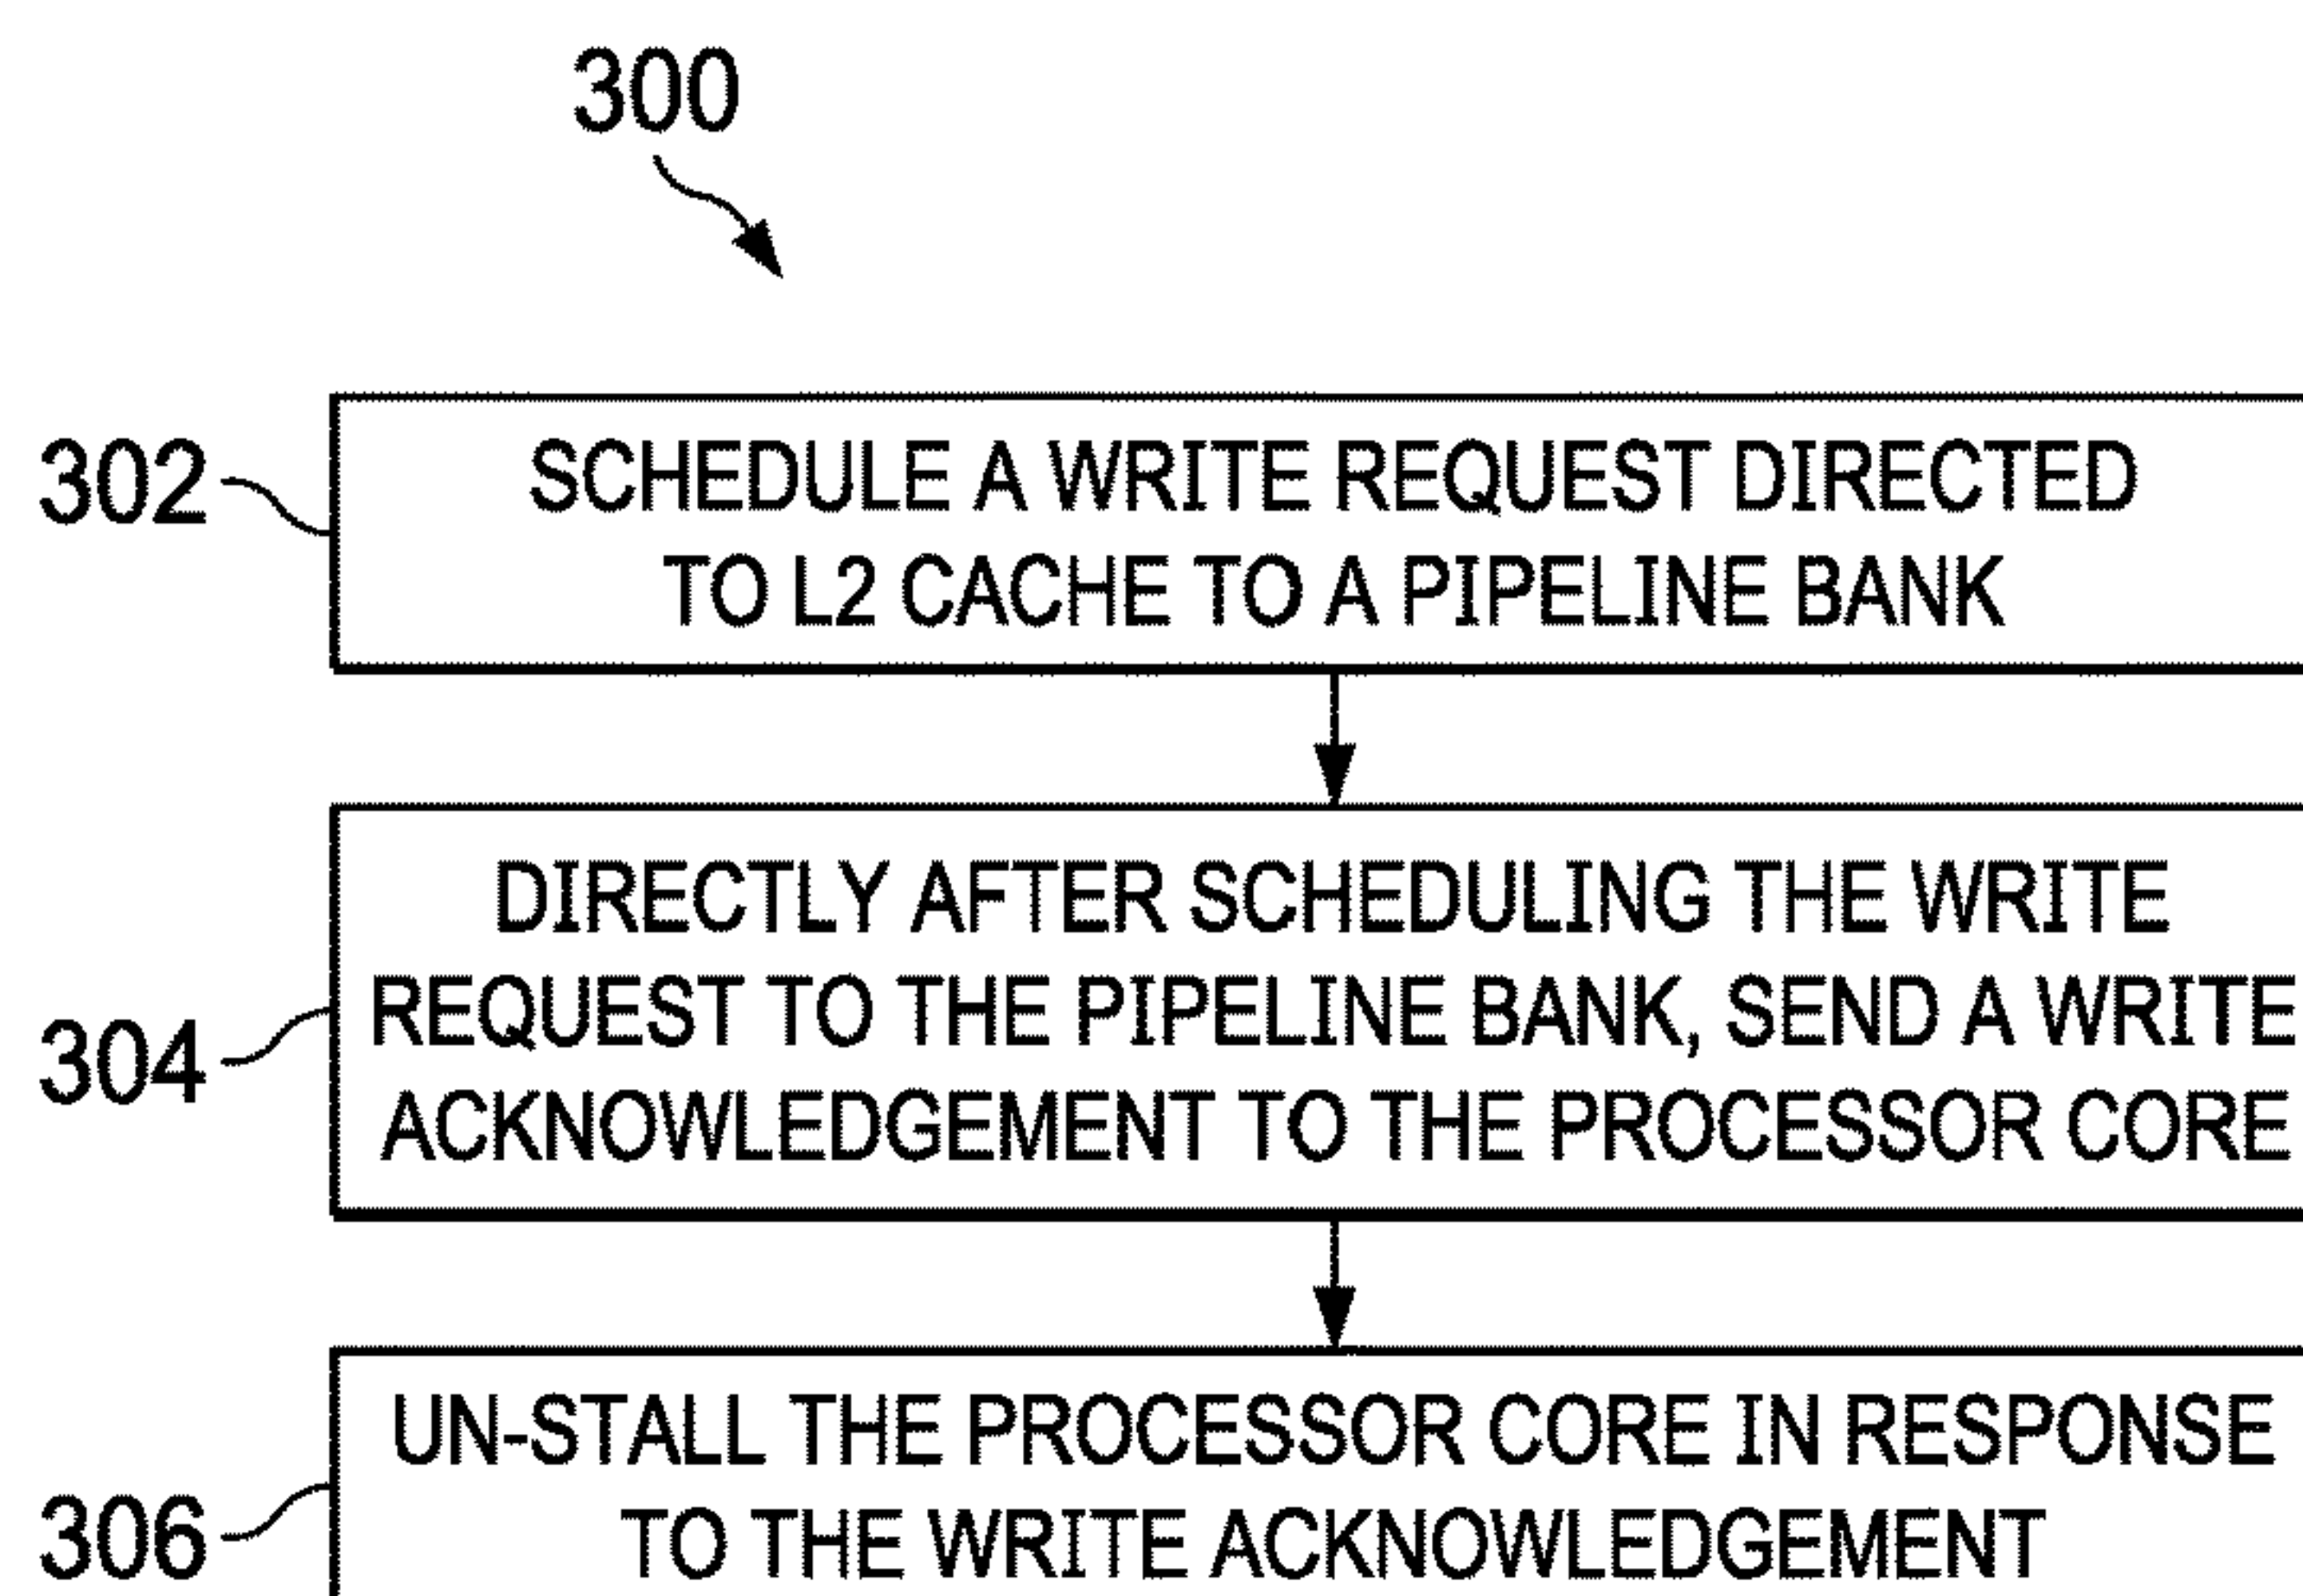 300
302
SCHEDULE A WRITE REQUEST DIRECTED
TO L2 CACHE TO A PIPELINE BANK
304
DIRECTLY AFTER SCHEDULING THE WRITE
REQUEST TO THE PIPELINE BANK, SEND A WRITE
ACKNOWLEDGEMENT TO THE PROCESSOR CORE
306
UN-STALL THE PROCESSOR CORE IN RESPONSE
TO THE WRITE ACKNOWLEDGEMENT